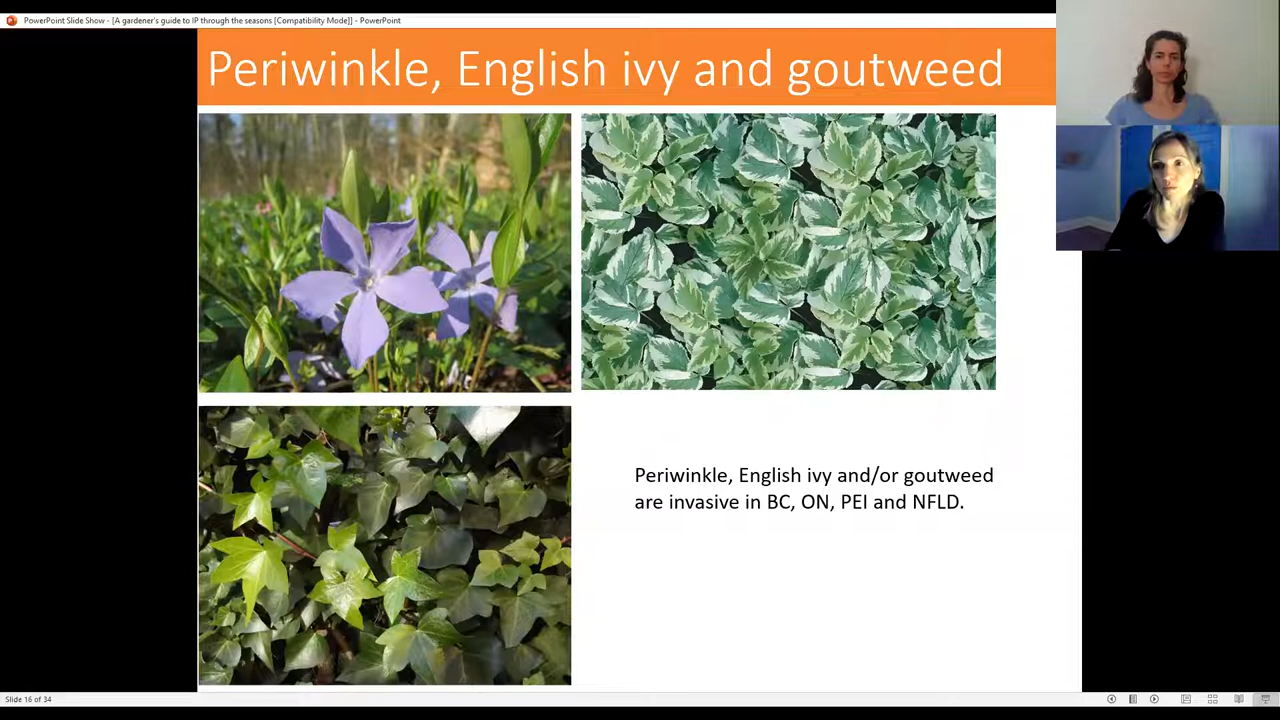 PowerPoint Slide Show - [A gardener's guide to IP through the seasons [Compatibility Mode]] - PowerPoint
Periwinkle, English ivy and goutweed
Periwinkle, English ivy and/or goutweed
are invasive in BC, ON, PEI and NFLD.
Slide 16 of 34